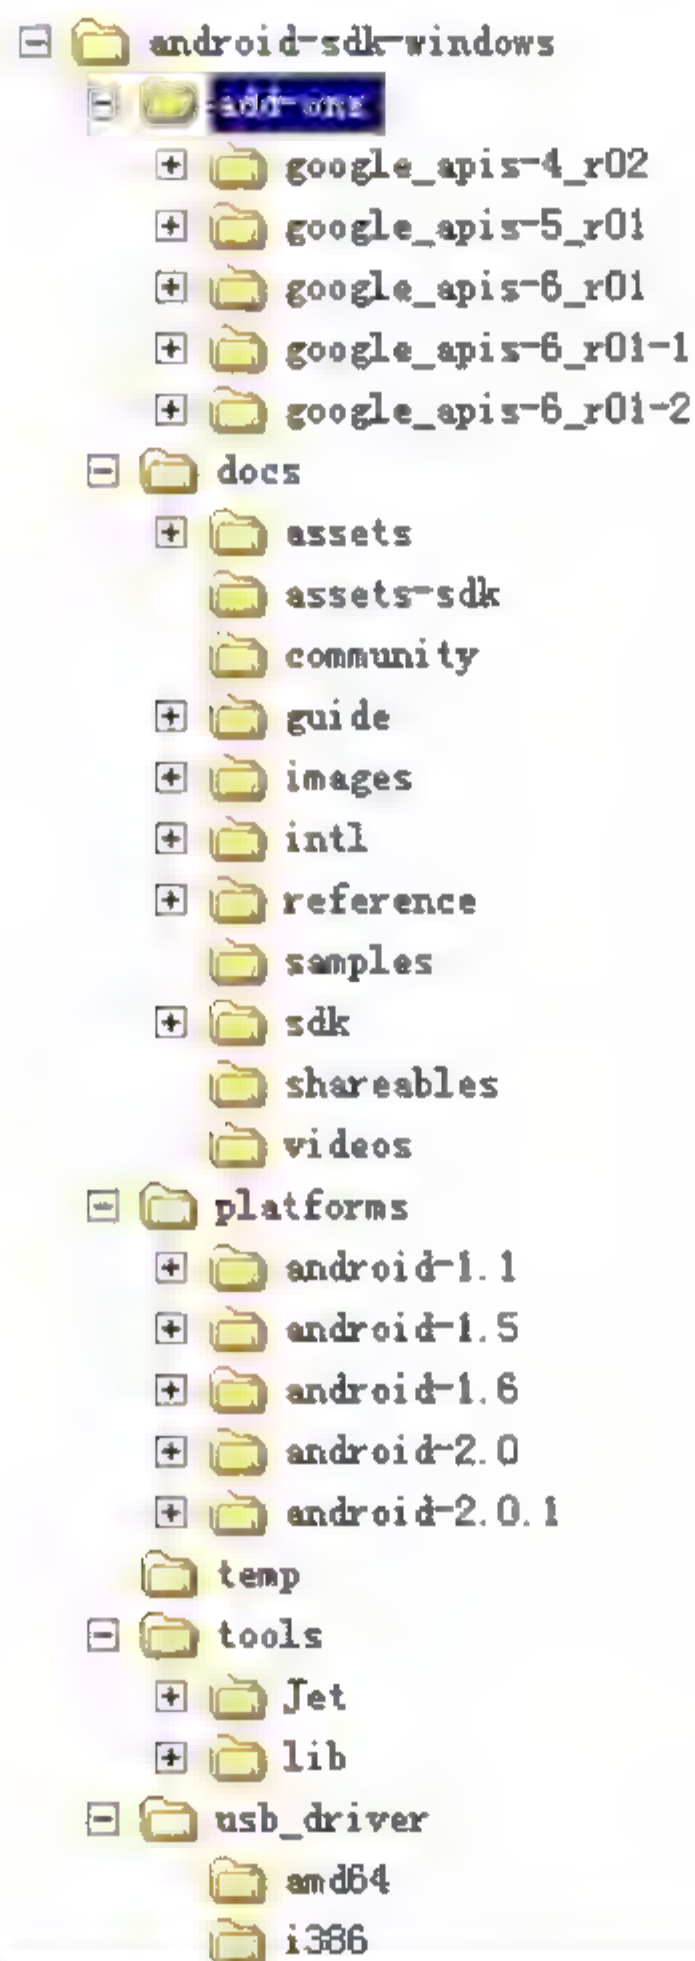 android-sdk-windows
add-ons
google_apis-4_r02
google_apis-5_r01
google_apis-6_r01
google_apis-6_r01-1
google_apis-6_r01-2
docs
assets
assets-sdk
community
guide
images
intl
reference
samples
sdk
shareables
videos
platforms
android-1.1
android-1.5
android-1.6
android-2.0
android-2.0.1
temp
tools
Jet
lib
usb_driver
amd64
i386